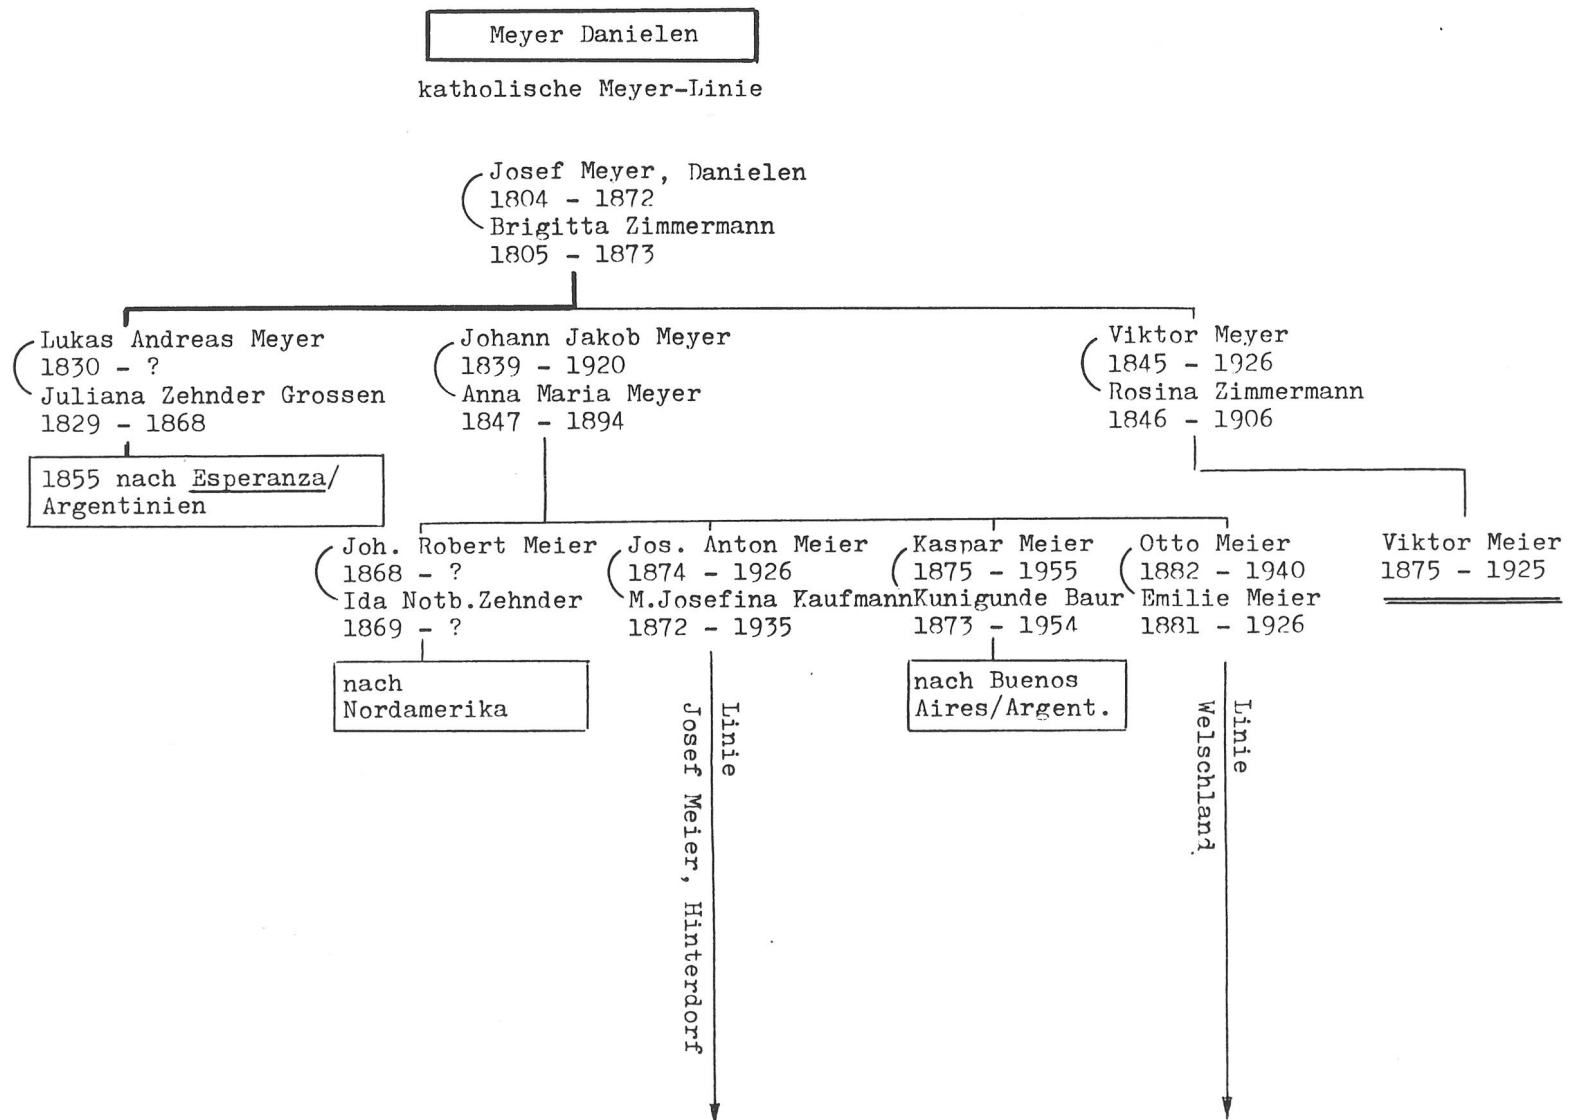 Meyer Danielen
katholische Meyer-Linie
Josef Meyer, Danielen
1804 - 1872
Brigitta Zimmermann
1805 - 1873
Lukas Andreas Meyer
1830 - ?
Juliana Zehnder Grossen
1829 - 1868
1855 nach Esperanza/
Argentinien
Johann Jakob Meyer
1839 - 1920
Anna Maria Meyer
1847 - 1894
Viktor Meyer
1845 - 1926
Rosina Zimmermann
1846 - 1906
Joh. Robert Meier
1868 - ?
Ida Notb.Zehnder
1869 - ?
nach
Nordamerika
Jos. Anton Meier
1874 - 1926
M.Josefina Kaufmann
1872 - 1935
Linie
Josef Meier, Hinterdorf
Kaspar Meier
1875 - 1955
Kunigunde Baur
1873 - 1954
nach Buenos
Aires/Argent.
Otto Meier
1882 - 1940
Emilie Meier
1881 - 1926
Linie
Welschland
Viktor Meier
1875 - 1925